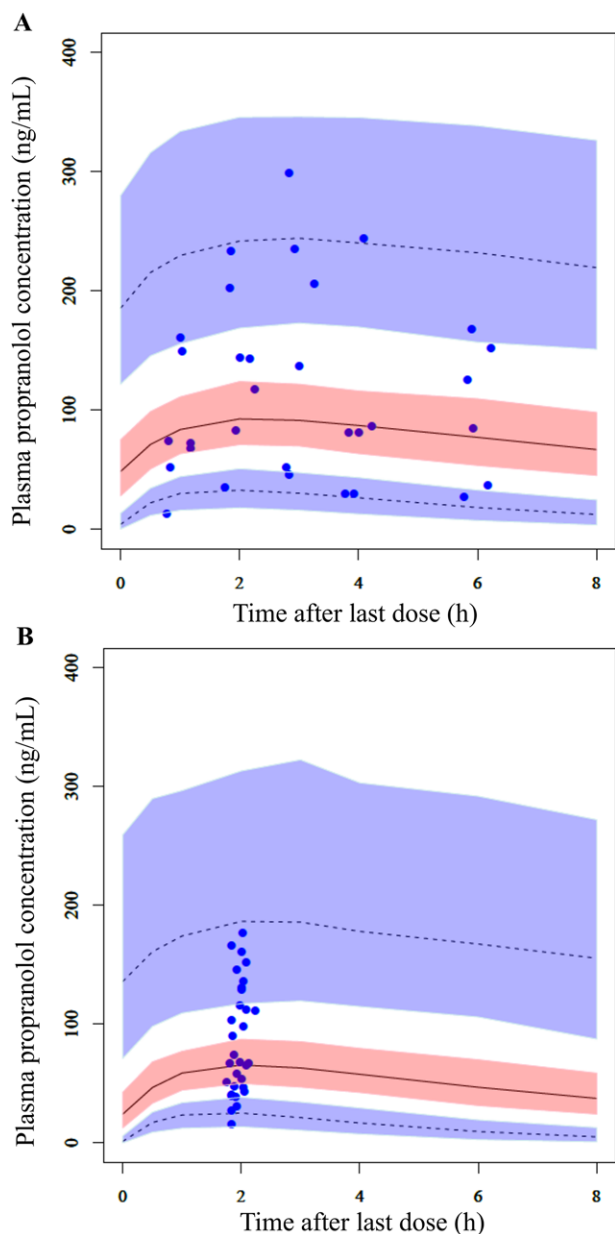 A
Plasma propranolol concentration (ng/mL)
400
300
200
100
0
0 2 4 6 8
Time after last dose (h)
B
Plasma propranolol concentration (ng/mL)
400
300
200
100
0
0 2 4 6 8
Time after last dose (h)